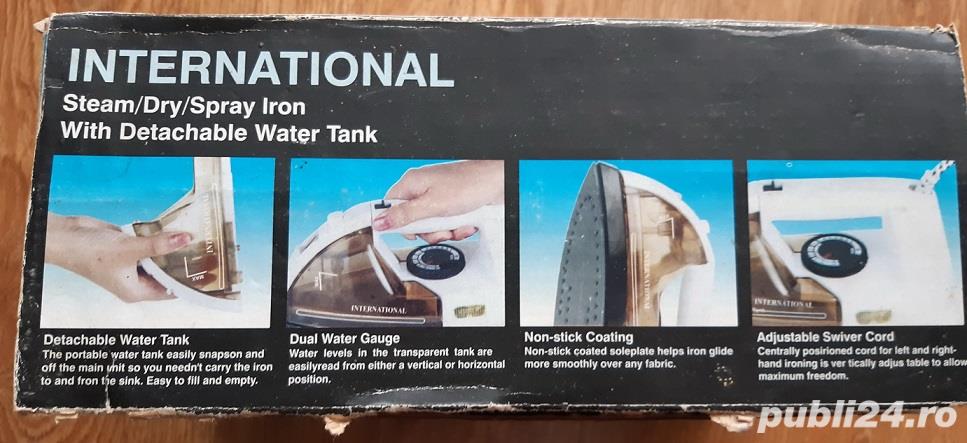 INTERNATIONAL
Steam/Dry/Spray Iron
With Detachable Water Tank
INTERNATIONAL
MAX
INTERNATIONAL
INTERNATIONAL
INTERNATIONAL
Detachable Water Tank
The portable water tank easily snapson and
off the main unit so you needn't carry the iron
to and fron the sink. Easy to fill and empty.
Dual Water Gauge
Water levels in the transparent tank are
easilyread from either a vertical or horizontal
position.
Non-stick Coating
Non-stick coated soleplate helps iron glide
more smoothly over any fabric.
Adjustable Swiver Cord
Centrally posirioned cord for left and right-
hand ironing is ver tically adjus table to allow
maximum freedom.
publi24.ro